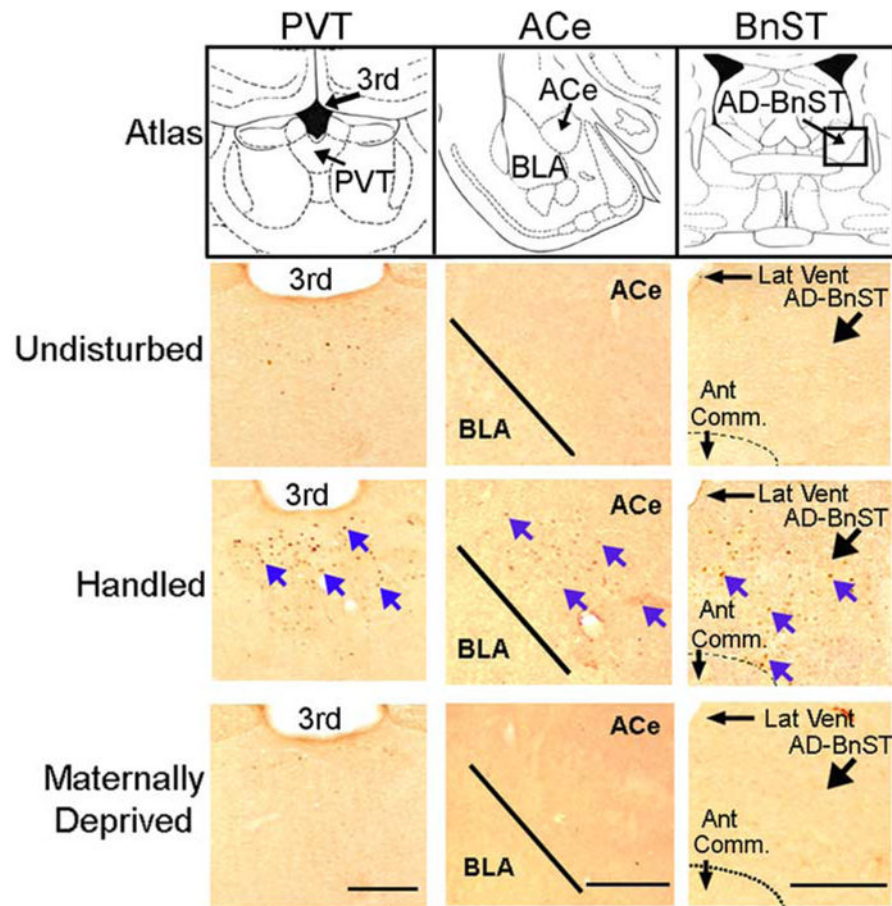 PVT
ACe
BnST
Atlas
3rd
PVT
ACe
BLA
AD-BnST
Undisturbed
3rd
ACe
BLA
Lat Vent
AD-BnST
Ant
Comm.
Handled
3rd
ACe
BLA
Lat Vent
AD-BnST
Ant
Comm.
Maternally
Deprived
3rd
ACe
BLA
Lat Vent
AD-BnST
Ant
Comm.